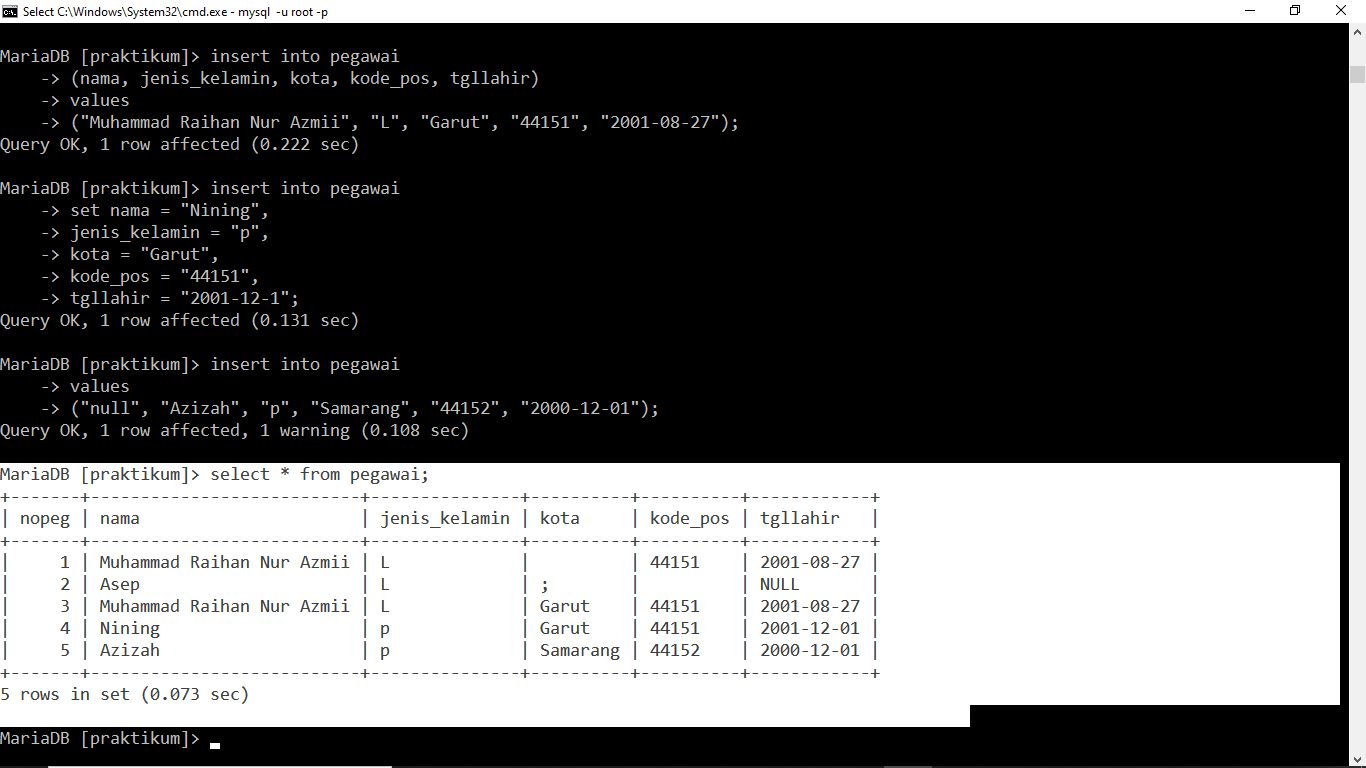 Select C:\Windows\System32\cmd.exe - mysql -u root -p
MariaDB [praktikum]> insert into pegawai
    -> (nama, jenis_kelamin, kota, kode_pos, tgllahir)
    -> values
    -> ("Muhammad Raihan Nur Azmii", "L", "Garut", "44151", "2001-08-27");
Query OK, 1 row affected (0.222 sec)
MariaDB [praktikum]> insert into pegawai
    -> set nama = "Nining",
    -> jenis_kelamin = "p",
    -> kota = "Garut",
    -> kode_pos = "44151",
    -> tgllahir = "2001-12-1";
Query OK, 1 row affected (0.131 sec)
MariaDB [praktikum]> insert into pegawai
    -> values
    -> ("null", "Azizah", "p", "Samarang", "44152", "2000-12-01");
Query OK, 1 row affected, 1 warning (0.108 sec)
MariaDB [praktikum]> select * from pegawai;
+-------+---------------------------+---------------+----------+----------+------------+
| nopeg | nama                      | jenis_kelamin | kota     | kode_pos | tgllahir   |
+-------+---------------------------+---------------+----------+----------+------------+
|     1 | Muhammad Raihan Nur Azmii | L             |          | 44151    | 2001-08-27 |
|     2 | Asep                      | L             | ;        |          | NULL       |
|     3 | Muhammad Raihan Nur Azmii | L             | Garut    | 44151    | 2001-08-27 |
|     4 | Nining                    | p             | Garut    | 44151    | 2001-12-01 |
|     5 | Azizah                    | p             | Samarang | 44152    | 2000-12-01 |
+-------+---------------------------+---------------+----------+----------+------------+
5 rows in set (0.073 sec)
MariaDB [praktikum]>